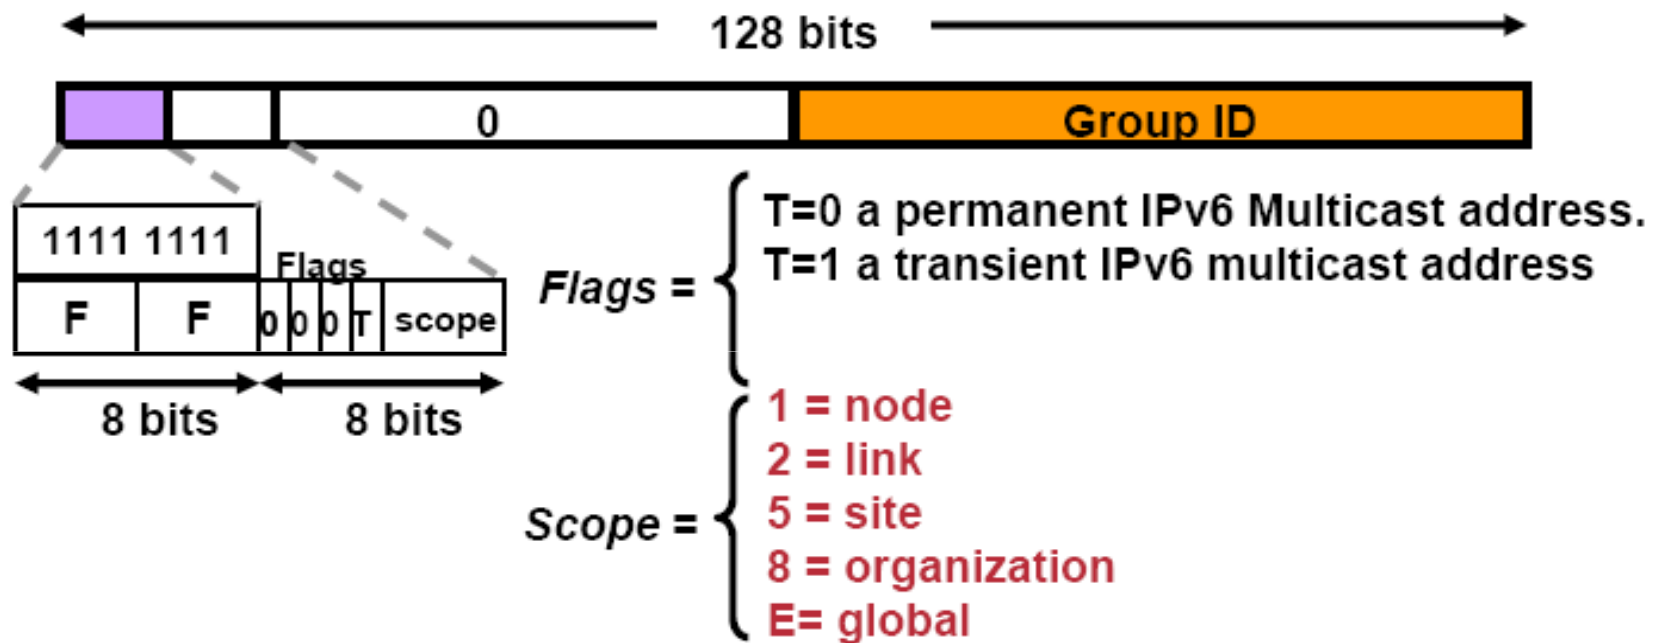 128 bits
0 Group ID
1111 1111
Flags
F F 0 0 0 T scope
8 bits 8 bits
Flags =
T=0 a permanent IPv6 Multicast address.
T=1 a transient IPv6 multicast address
Scope =
1 = node
2 = link
5 = site
8 = organization
E= global